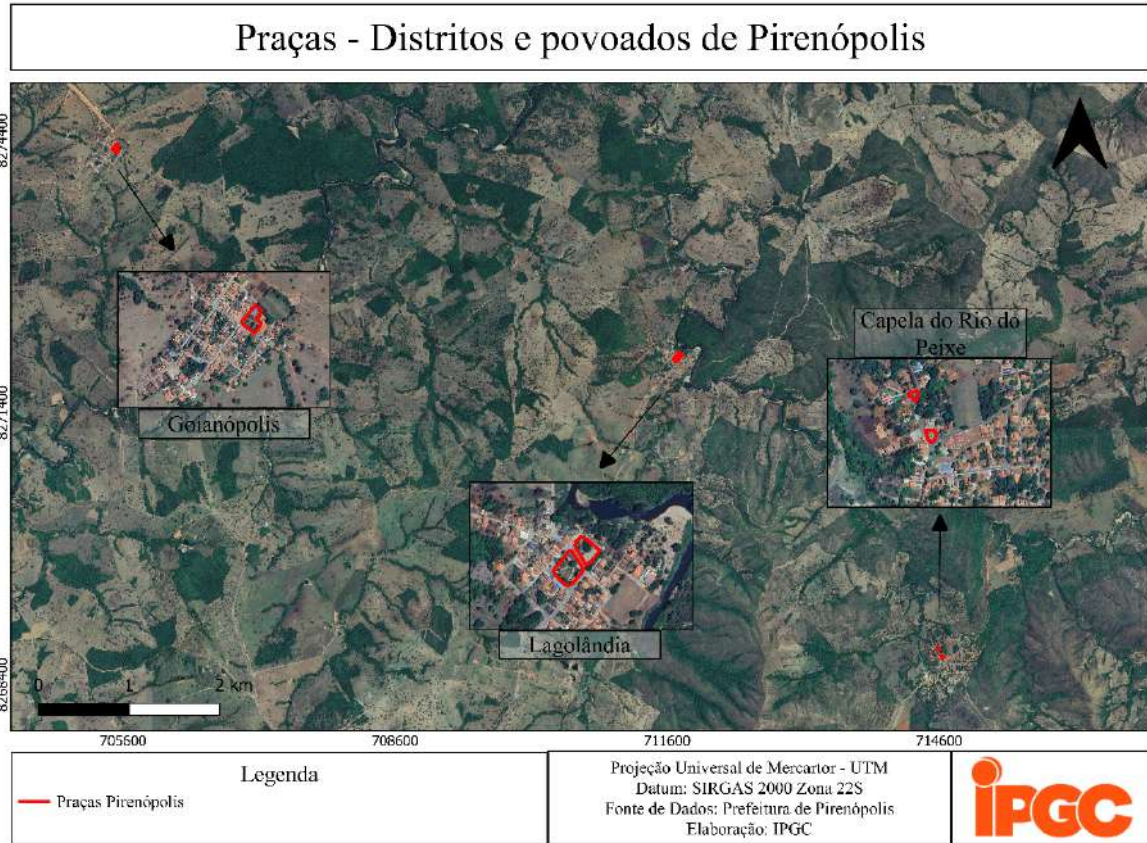 Praças - Distritos e povoados de Pirenópolis
8274400
Capela do Rio do
Peixe
8271400
Goianópolis
Lagolândia
8268400
0 1 2 km
705600 708600 711600 714600
Legenda
Praças Pirenópolis
Projeção Universal de Mercartor - UTM
Datum: SIRGAS 2000 Zona 22S
Fonte de Dados: Prefeitura de Pirenópolis
Elaboração: IPGC
iPGC